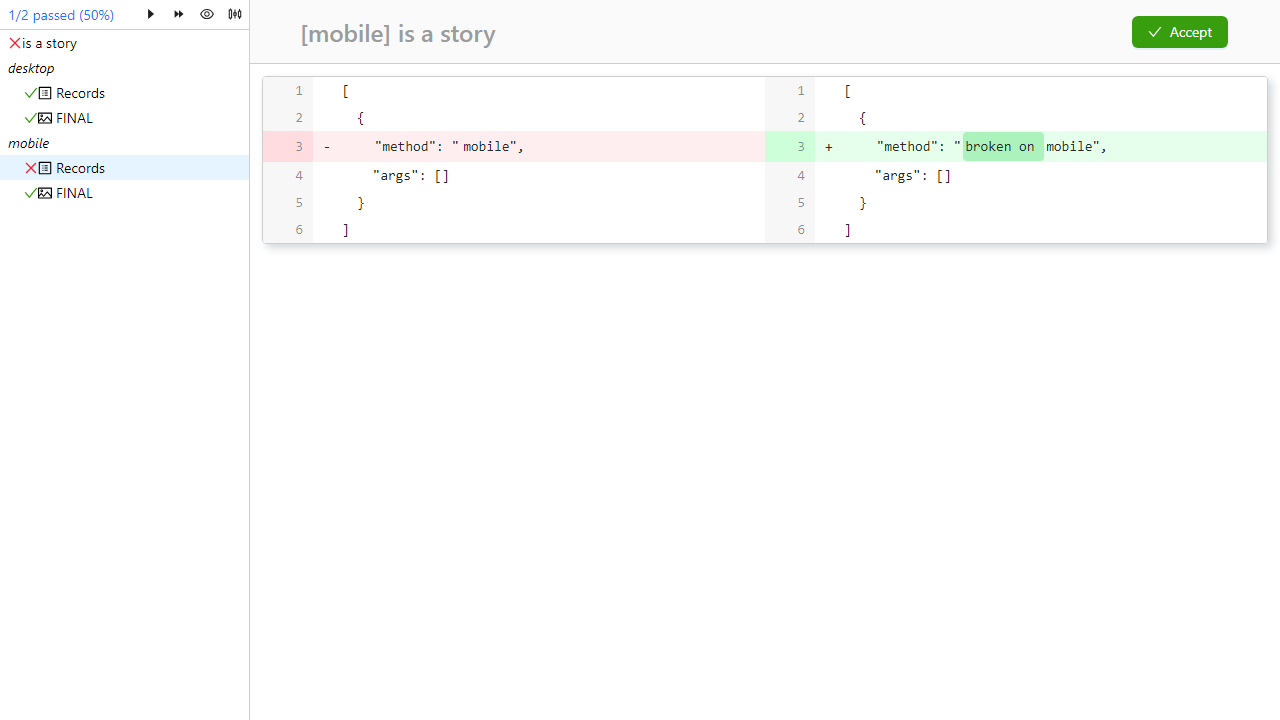 1/2 passed (50%)
is a story
desktop
Records
FINAL
mobile
Records
FINAL
[mobile] is a story
Accept
1 [
2 {
3 - "method": "mobile",
4 "args": []
5 }
6 ]
1 [
2 {
3 + "method": "broken on mobile",
4 "args": []
5 }
6 ]